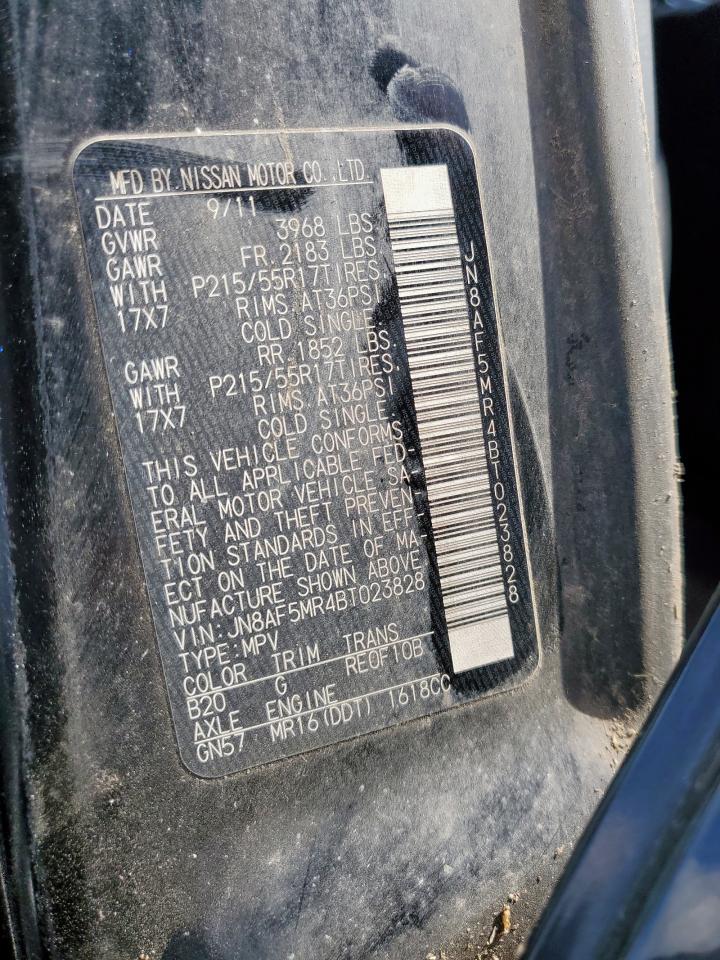 MFD BY.NISSAN MOTOR CO.,LTD.
DATE 9/11
GVWR 3968 LBS
GAWR FR.2183 LBS
WITH P215/55R17TIRES,
17X7 RIMS AT36PSI
COLD SINGLE.
GAWR RR 1852 LBS.
WITH P215/55R17TIRES,
17X7 RIMS AT36PSI
COLD SINGLE.
THIS VEHICLE CONFORMS
TO ALL APPLICABLE FED-
ERAL MOTOR VEHICLE SA-
FETY AND THEFT PREVEN-
TION STANDARDS IN EFF-
ECT ON THE DATE OF MA-
NUFACTURE SHOWN ABOVE
VIN:JN8AF5MR4BT023828
TYPE:MPV
COLOR TRIM TRANS
B20 G RE0F10B
AXLE ENGINE
GN57 MR16(DDT) 1618CC
JN8AF5MR4BT023828